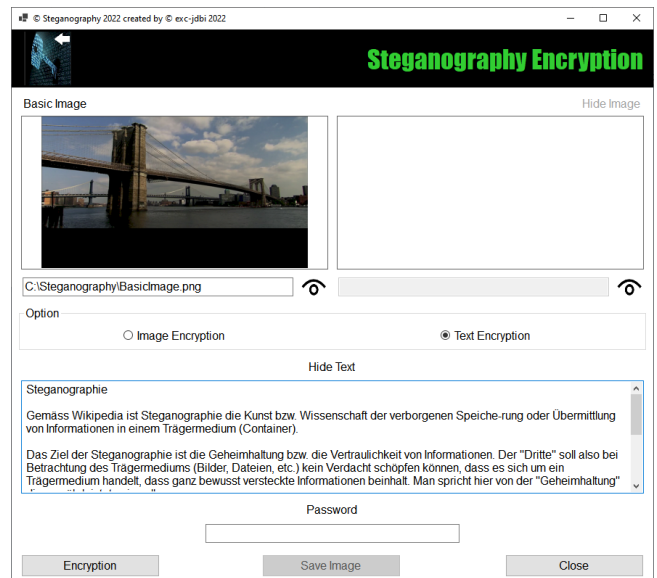 © Steganography 2022 created by © exc-jdbi 2022
Steganography Encryption
Basic Image
Hide Image
C:\Steganography\BasicImage.png
Option
Image Encryption
Text Encryption
Hide Text
Steganographie
Gemäss Wikipedia ist Steganographie die Kunst bzw. Wissenschaft der verborgenen Speiche-rung oder Übermittlung
von Informationen in einem Trägermedium (Container).
Das Ziel der Steganographie ist die Geheimhaltung bzw. die Vertraulichkeit von Informationen. Der "Dritte" soll also bei
Betrachtung des Trägermediums (Bilder, Dateien, etc.) kein Verdacht schöpfen können, dass es sich um ein
Trägermedium handelt, dass ganz bewusst versteckte Informationen beinhalt. Man spricht hier von der "Geheimhaltung"
Password
Encryption
Save Image
Close